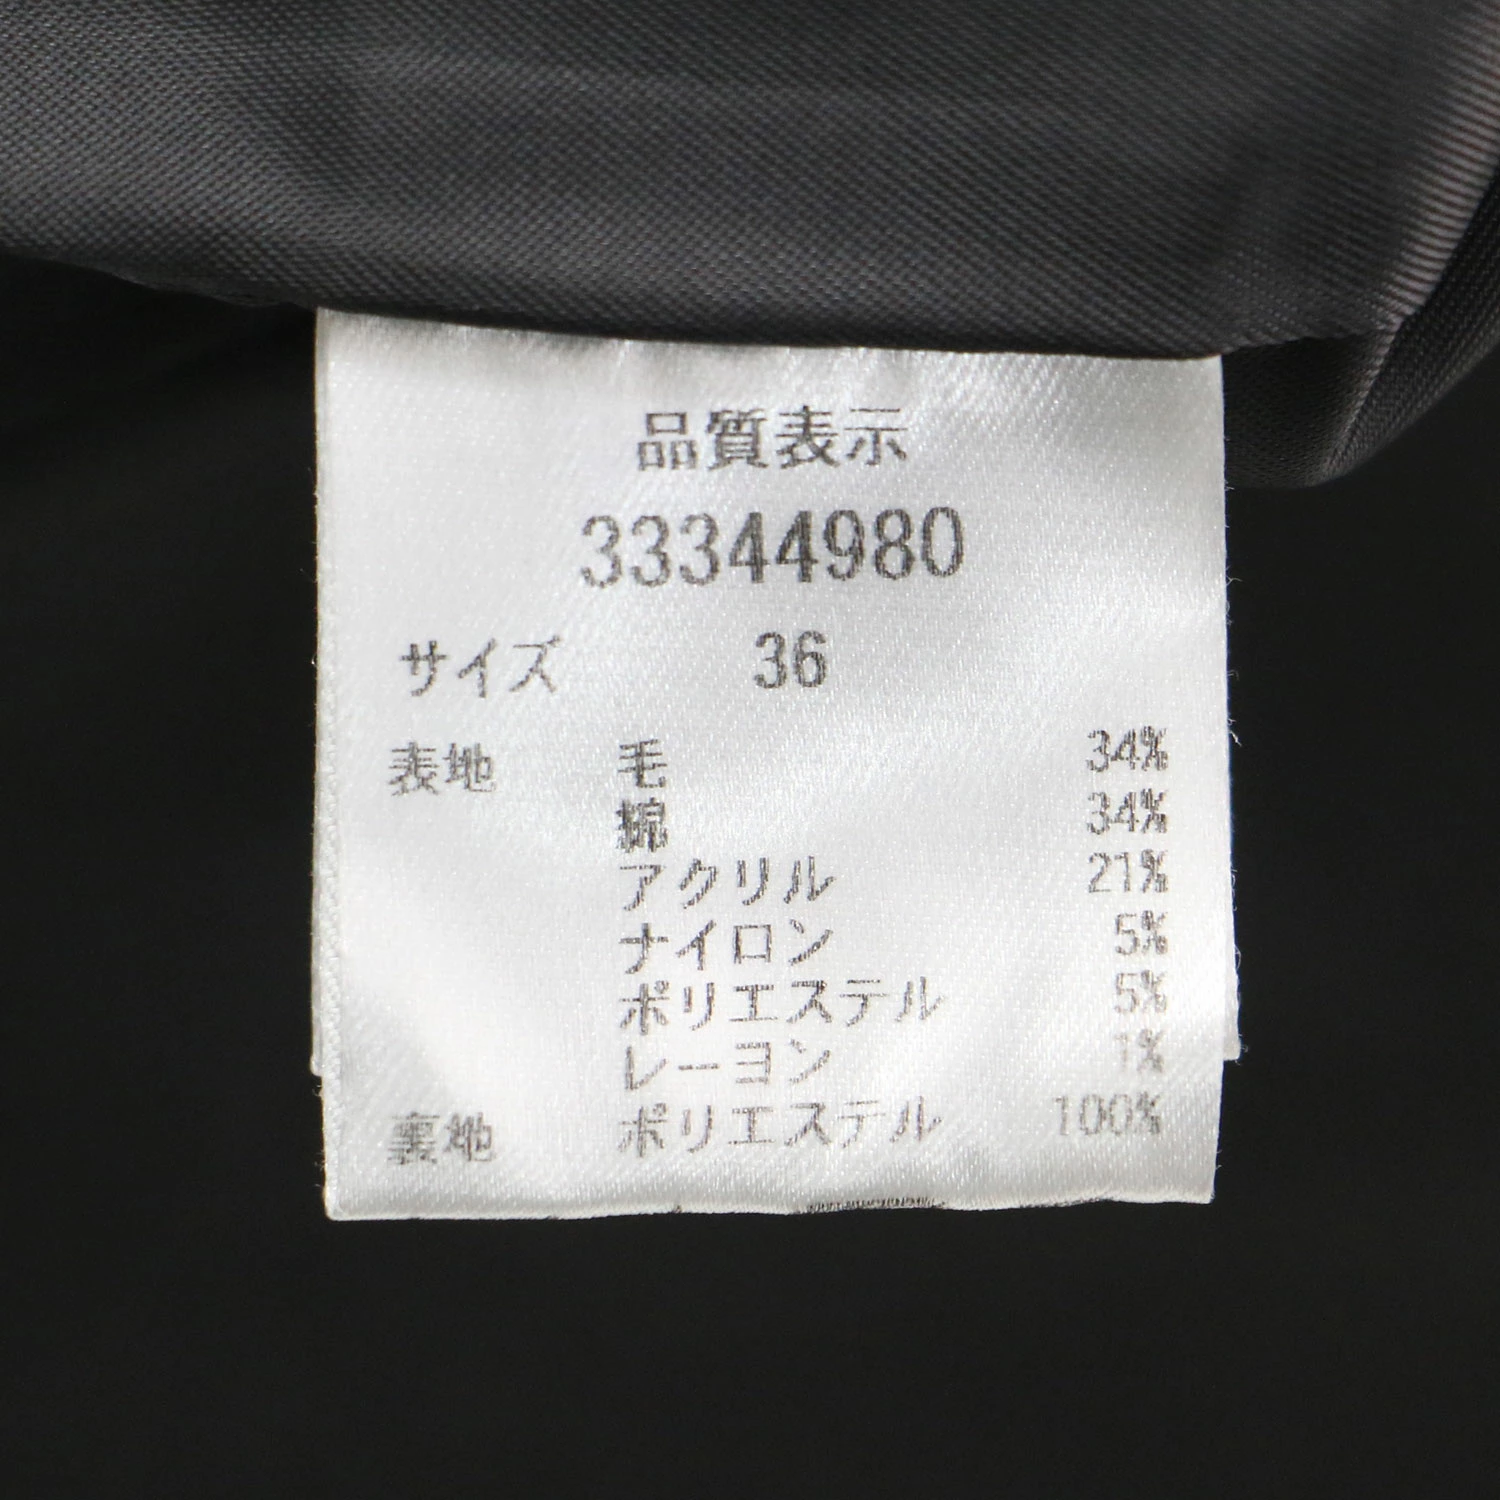 品質表示
33344980
サイズ 36
表地 毛 34%
綿 34%
アクリル 21%
ナイロン 5%
ポリエステル 5%
レーヨン 1%
裏地 ポリエステル 100%